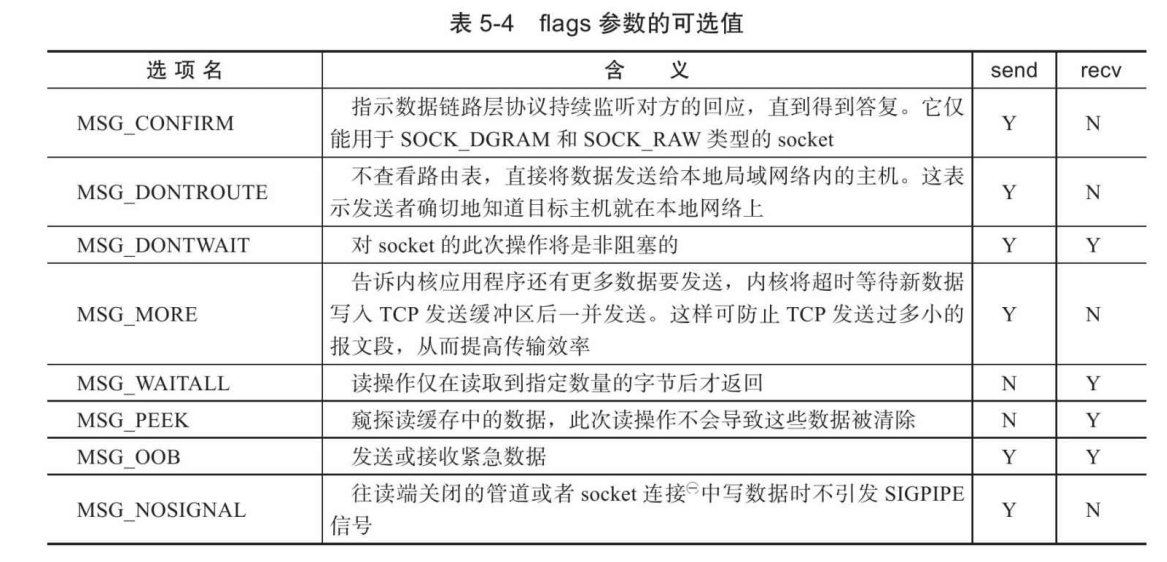 表 5-4 flags 参数的可选值
选 项 名 含 义 send recv
MSG_CONFIRM 指示数据链路层协议持续监听对方的回应，直到得到答复。它仅 Y N
能用于 SOCK_DGRAM 和 SOCK_RAW 类型的 socket
MSG_DONTROUTE 不查看路由表，直接将数据发送给本地局域网络内的主机。这表 Y N
示发送者确切地知道目标主机就在本地网络上
MSG_DONTWAIT 对 socket 的此次操作将是非阻塞的 Y Y
告诉内核应用程序还有更多数据要发送，内核将超时等待新数据
MSG_MORE 写入 TCP 发送缓冲区后一并发送。这样可防止 TCP 发送过多小的 Y N
报文段，从而提高传输效率
MSG_WAITALL 读操作仅在读取到指定数量的字节后才返回 N Y
MSG_PEEK 窥探读缓存中的数据，此次读操作不会导致这些数据被清除 N Y
MSG_OOB 发送或接收紧急数据 Y Y
MSG_NOSIGNAL 往读端关闭的管道或者 socket 连接㊀中写数据时不引发 SIGPIPE Y N
信号